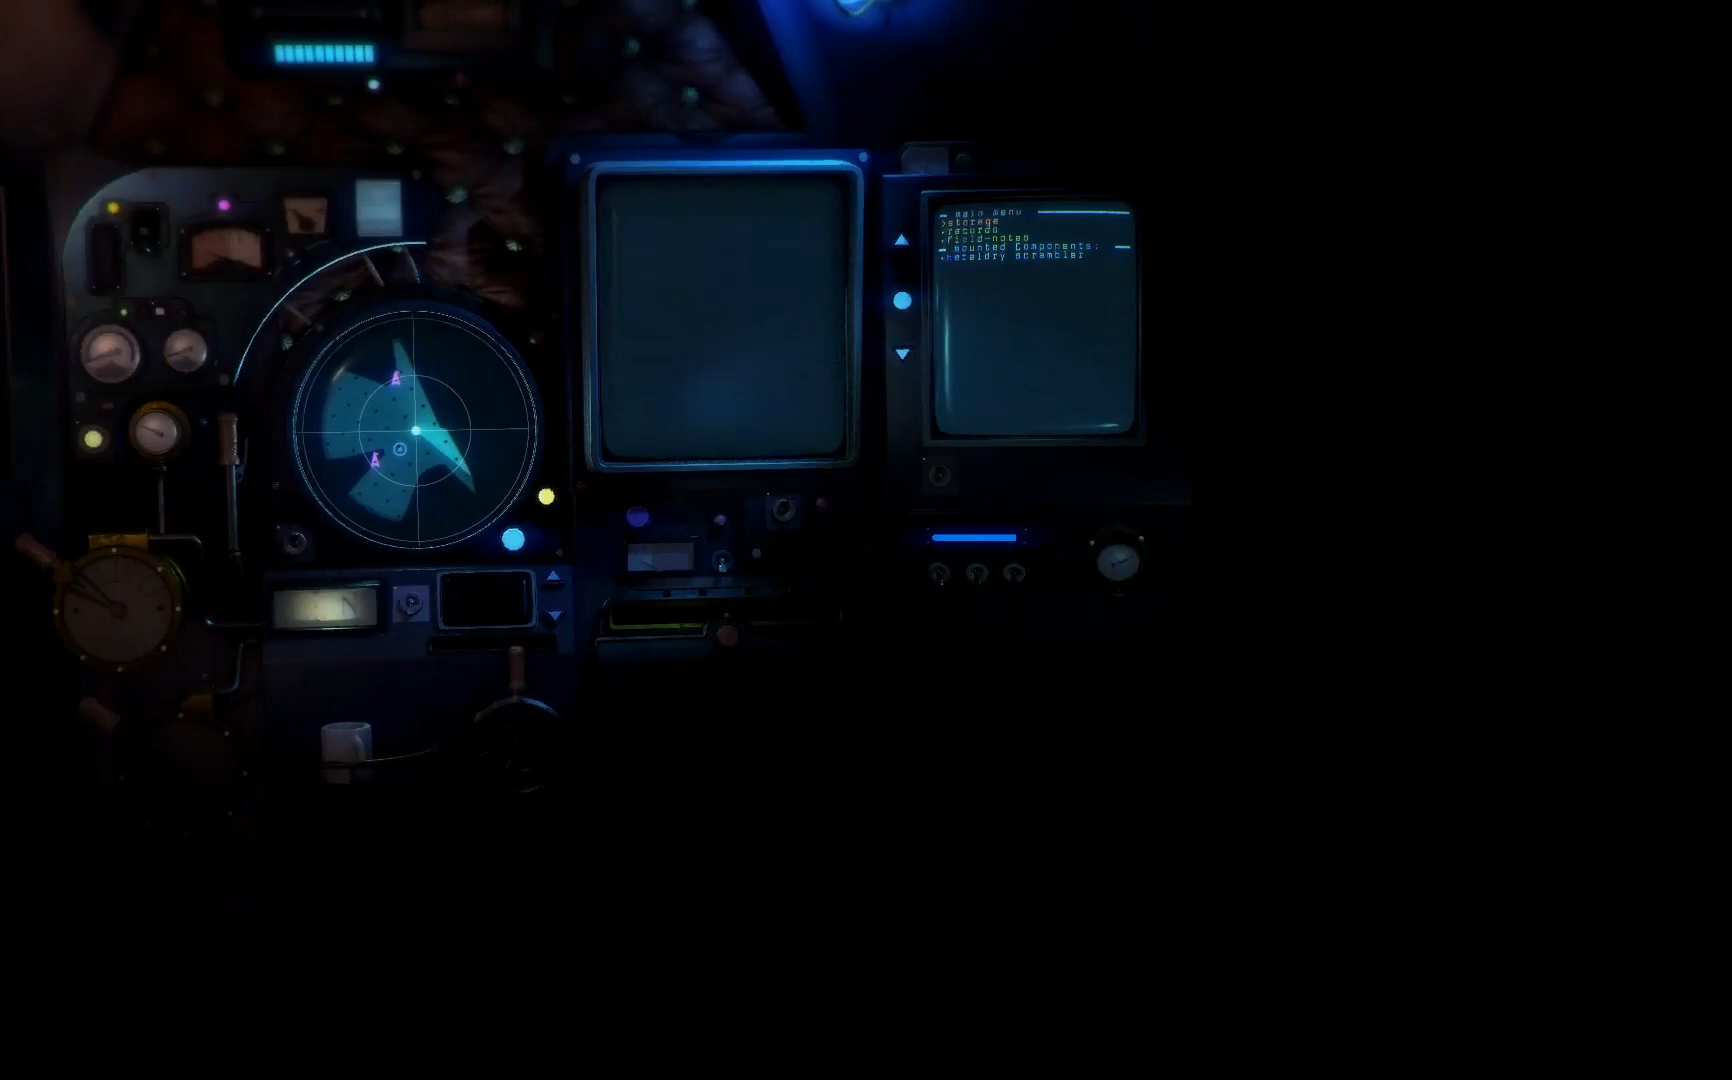 main menu
>storage
.records
.field-notes
mounted Components:
.heraldry scrambler
A
A